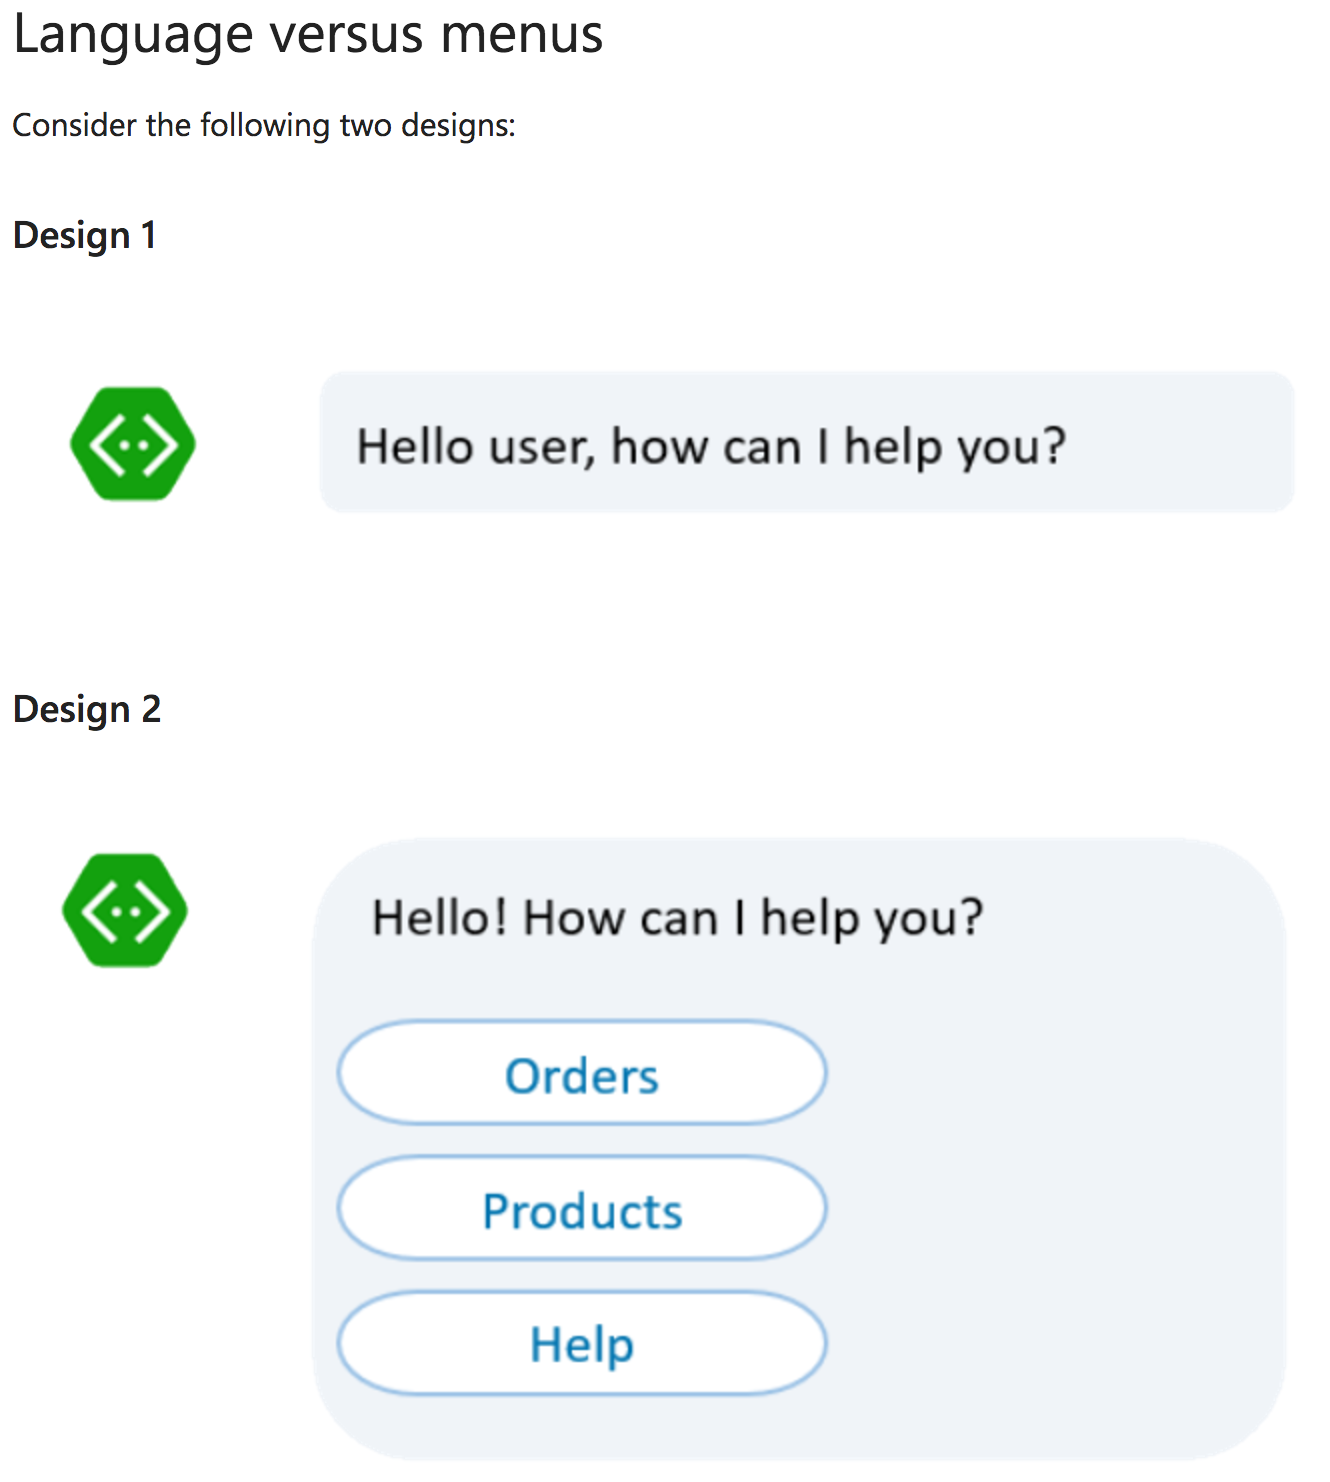 Language versus menus
Consider the following two designs:
Design 1
Hello user, how can I help you?
Design 2
Hello! How can I help you?
Orders
Products
Help